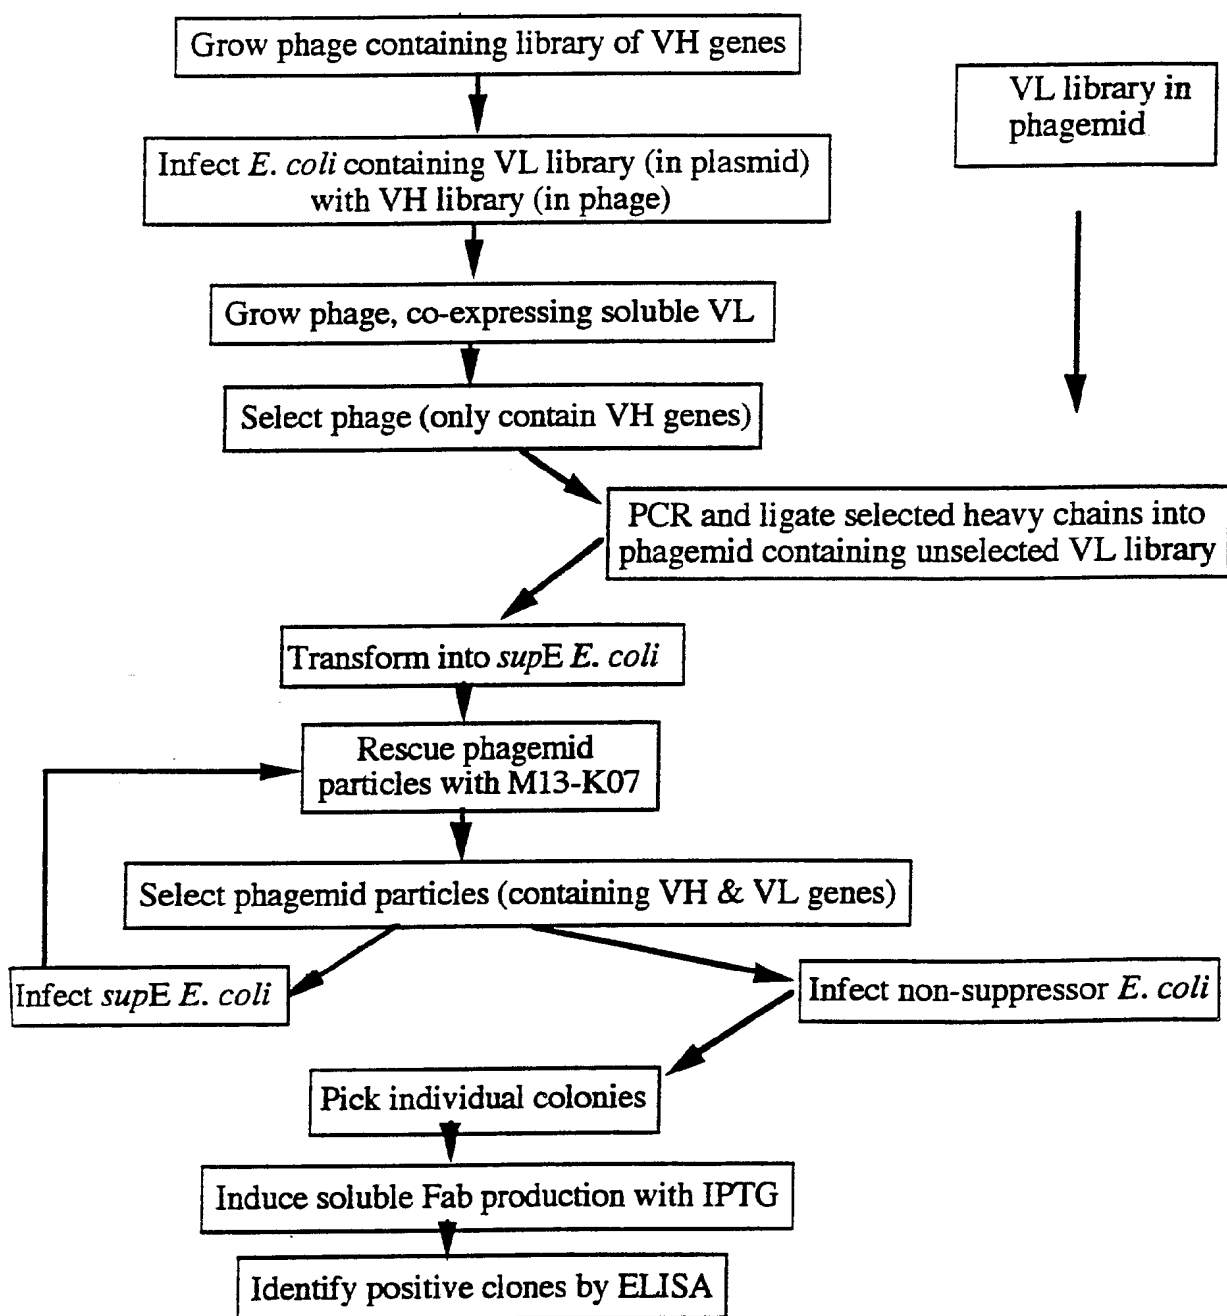 Grow phage containing library of VH genes
VL library in
phagemid
Infect E. coli containing VL library (in plasmid)
with VH library (in phage)
Grow phage, co-expressing soluble VL
Select phage (only contain VH genes)
PCR and ligate selected heavy chains into
phagemid containing unselected VL library
Transform into supE E. coli
Rescue phagemid
particles with M13-K07
Select phagemid particles (containing VH & VL genes)
Infect supE E. coli
Infect non-suppressor E. coli
Pick individual colonies
Induce soluble Fab production with IPTG
Identify positive clones by ELISA